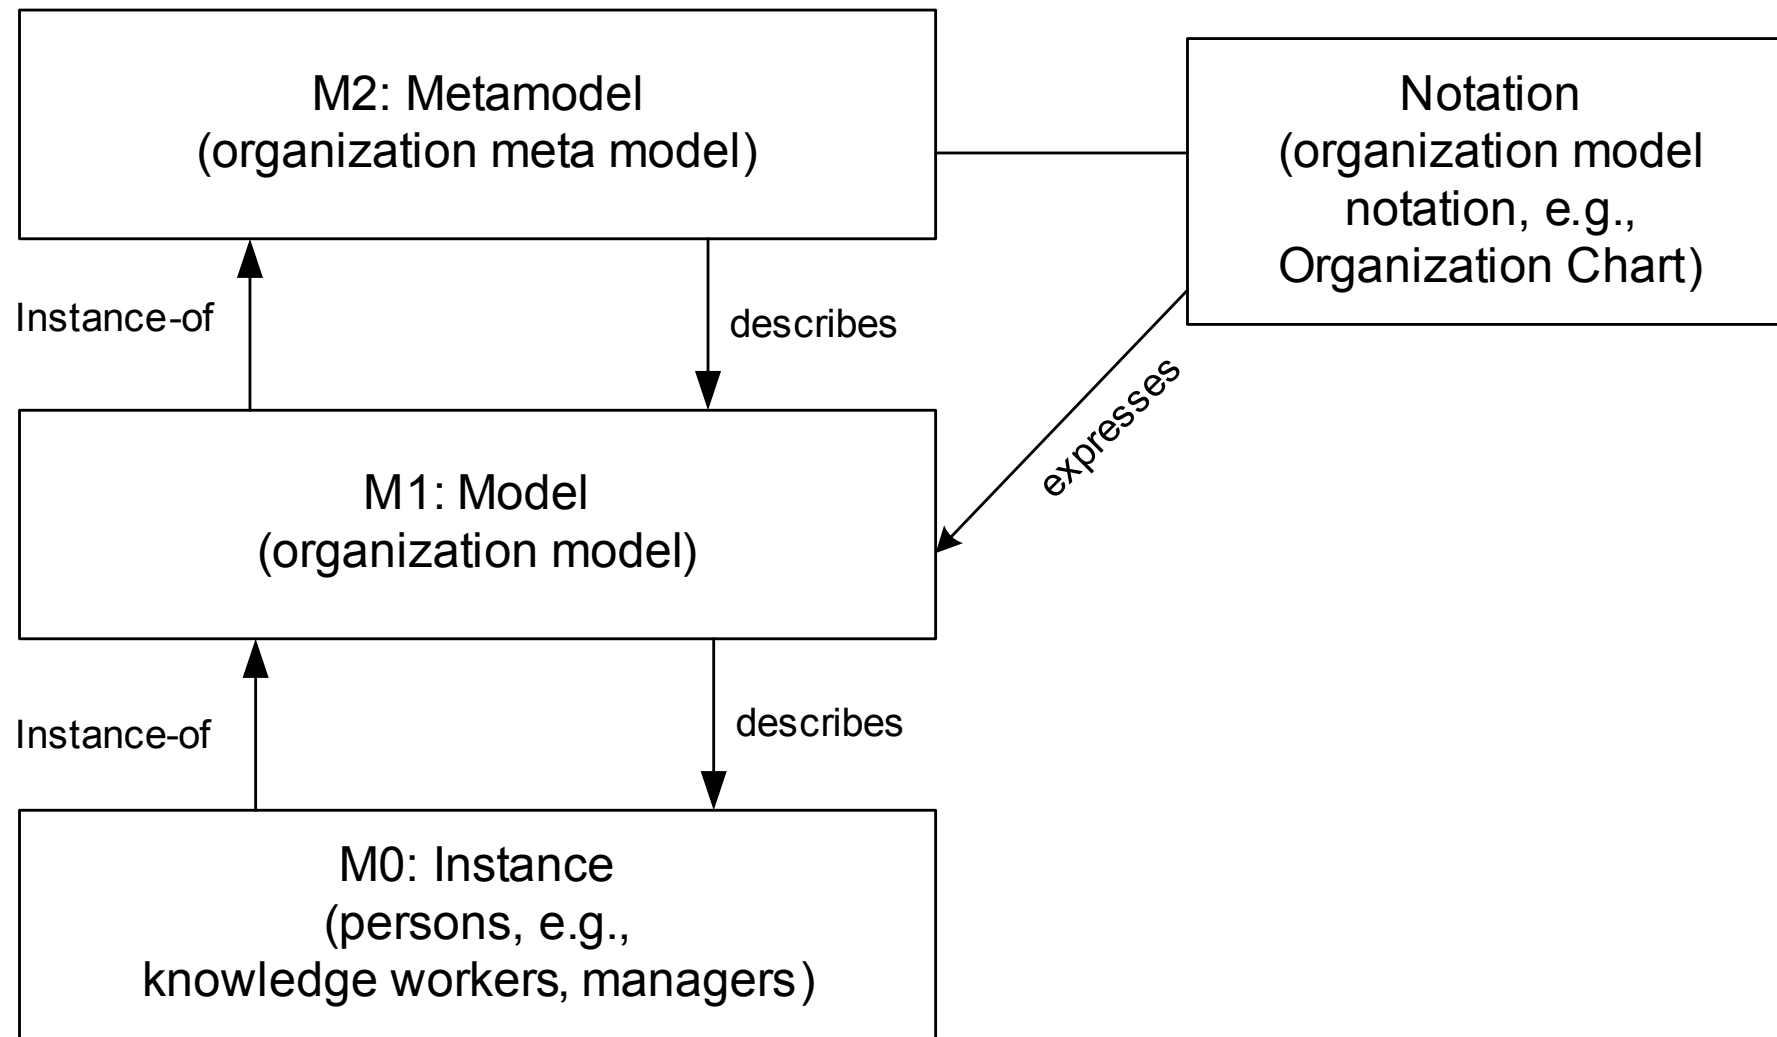 M2: Metamodel
(organization meta model)
Notation
(organization model
notation, e.g.,
Organization Chart)
Instance-of
describes
expresses
M1: Model
(organization model)
Instance-of
describes
M0: Instance
(persons, e.g.,
knowledge workers, managers)